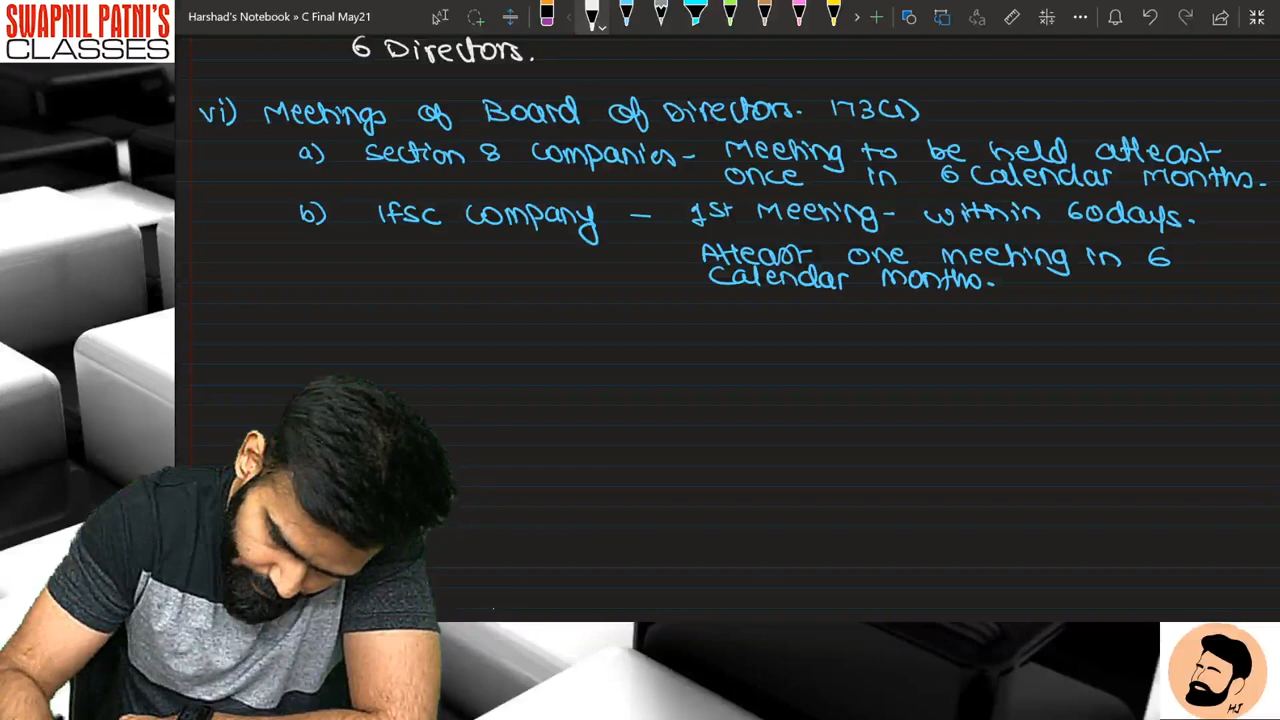 SWAPNIL PATNI'S
CLASSES
Harshad's Notebook » C Final May21
6 Directors.
vi) Meetings of Board of Directors. 173(1)
a) Section 8 Companies - Meeting to be held atleast
once in 6 Calendar Months.
b) Ifsc Company - 1st Meeting - within 60days.
Atleast one meeting in 6
Calendar Months.
HJ